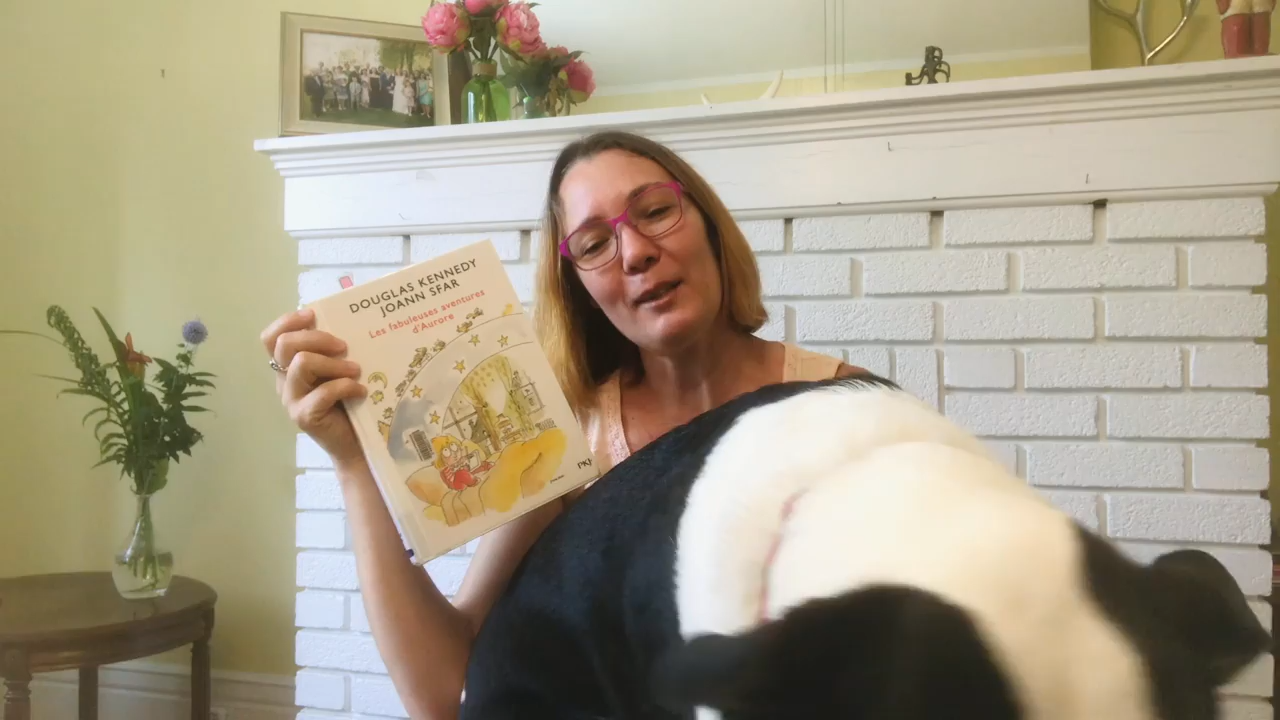 DOUGLAS KENNEDY
JOANN SFAR
Les fabuleuses aventures
d'Aurore
PKJ